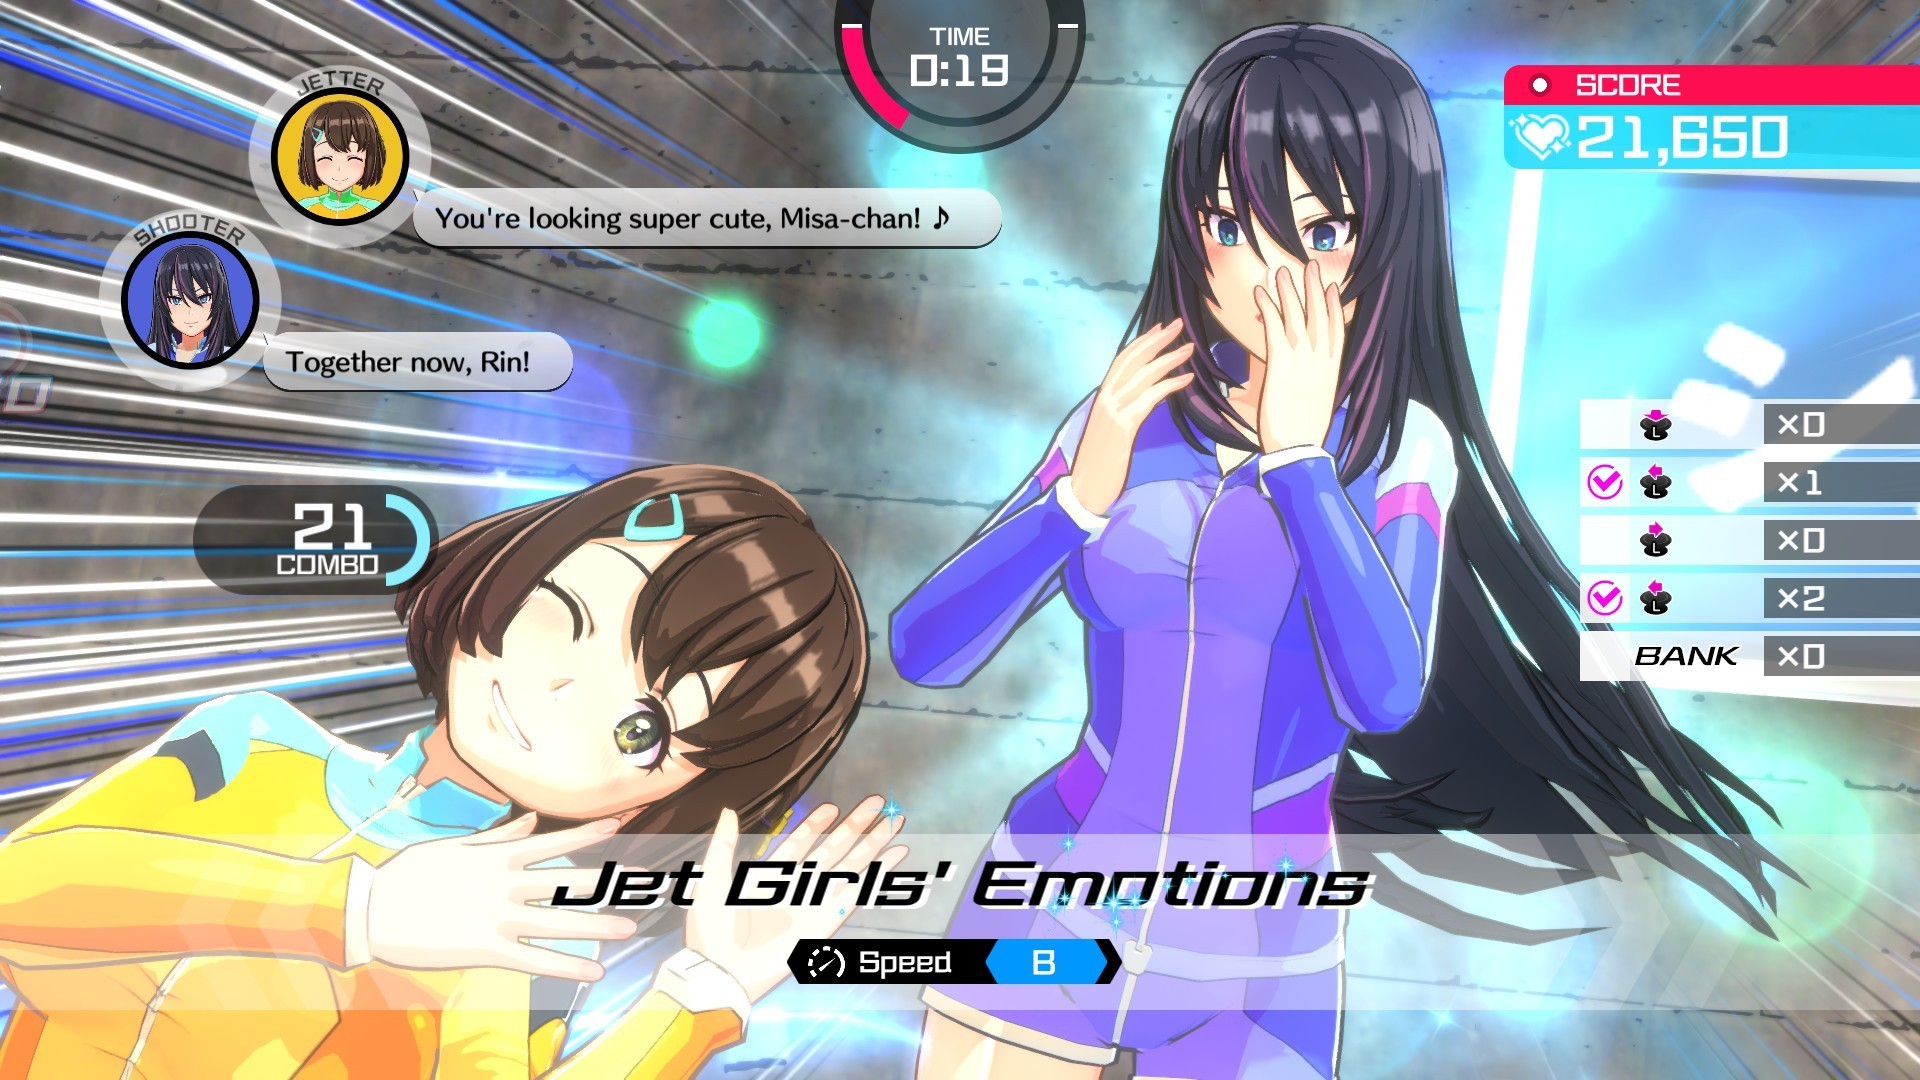 TIME
0:19
JETTER
You're looking super cute, Misa-chan! ♪
SHOOTER
Together now, Rin!
SCORE
21,650
L ×0
L ×1
L ×0
L ×2
BANK ×0
21
COMBO
Jet Girls' Emotions
Speed B